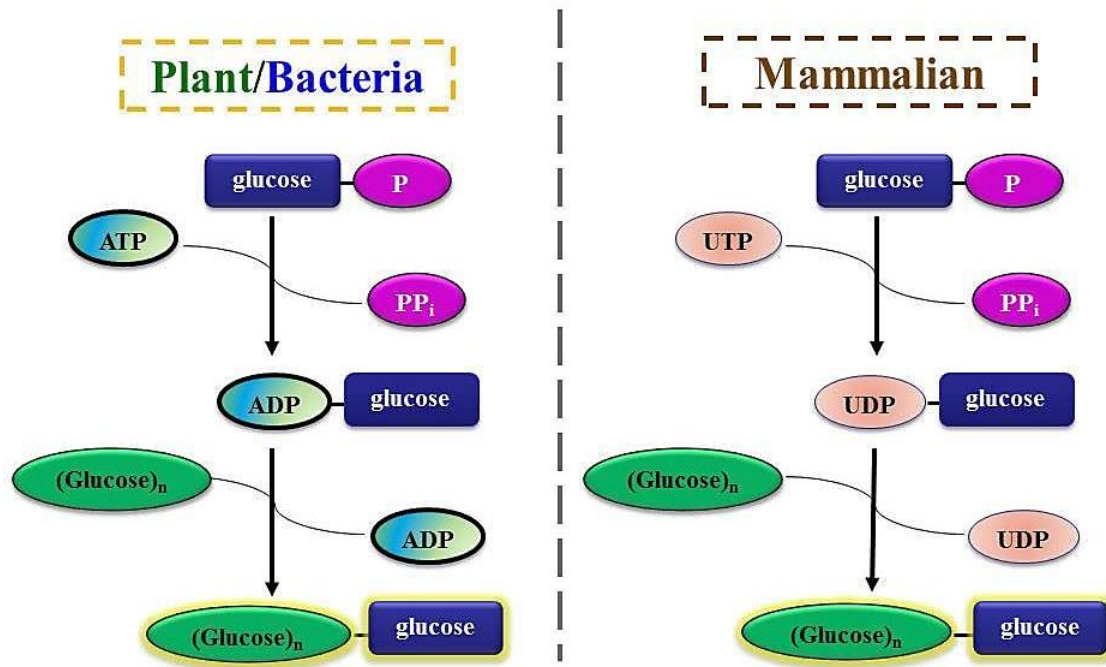 Plant/Bacteria
glucose
P
ATP
PPi
ADP
glucose
(Glucose)n
ADP
(Glucose)n
glucose
Mammalian
glucose
P
UTP
PPi
UDP
glucose
(Glucose)n
UDP
(Glucose)n
glucose